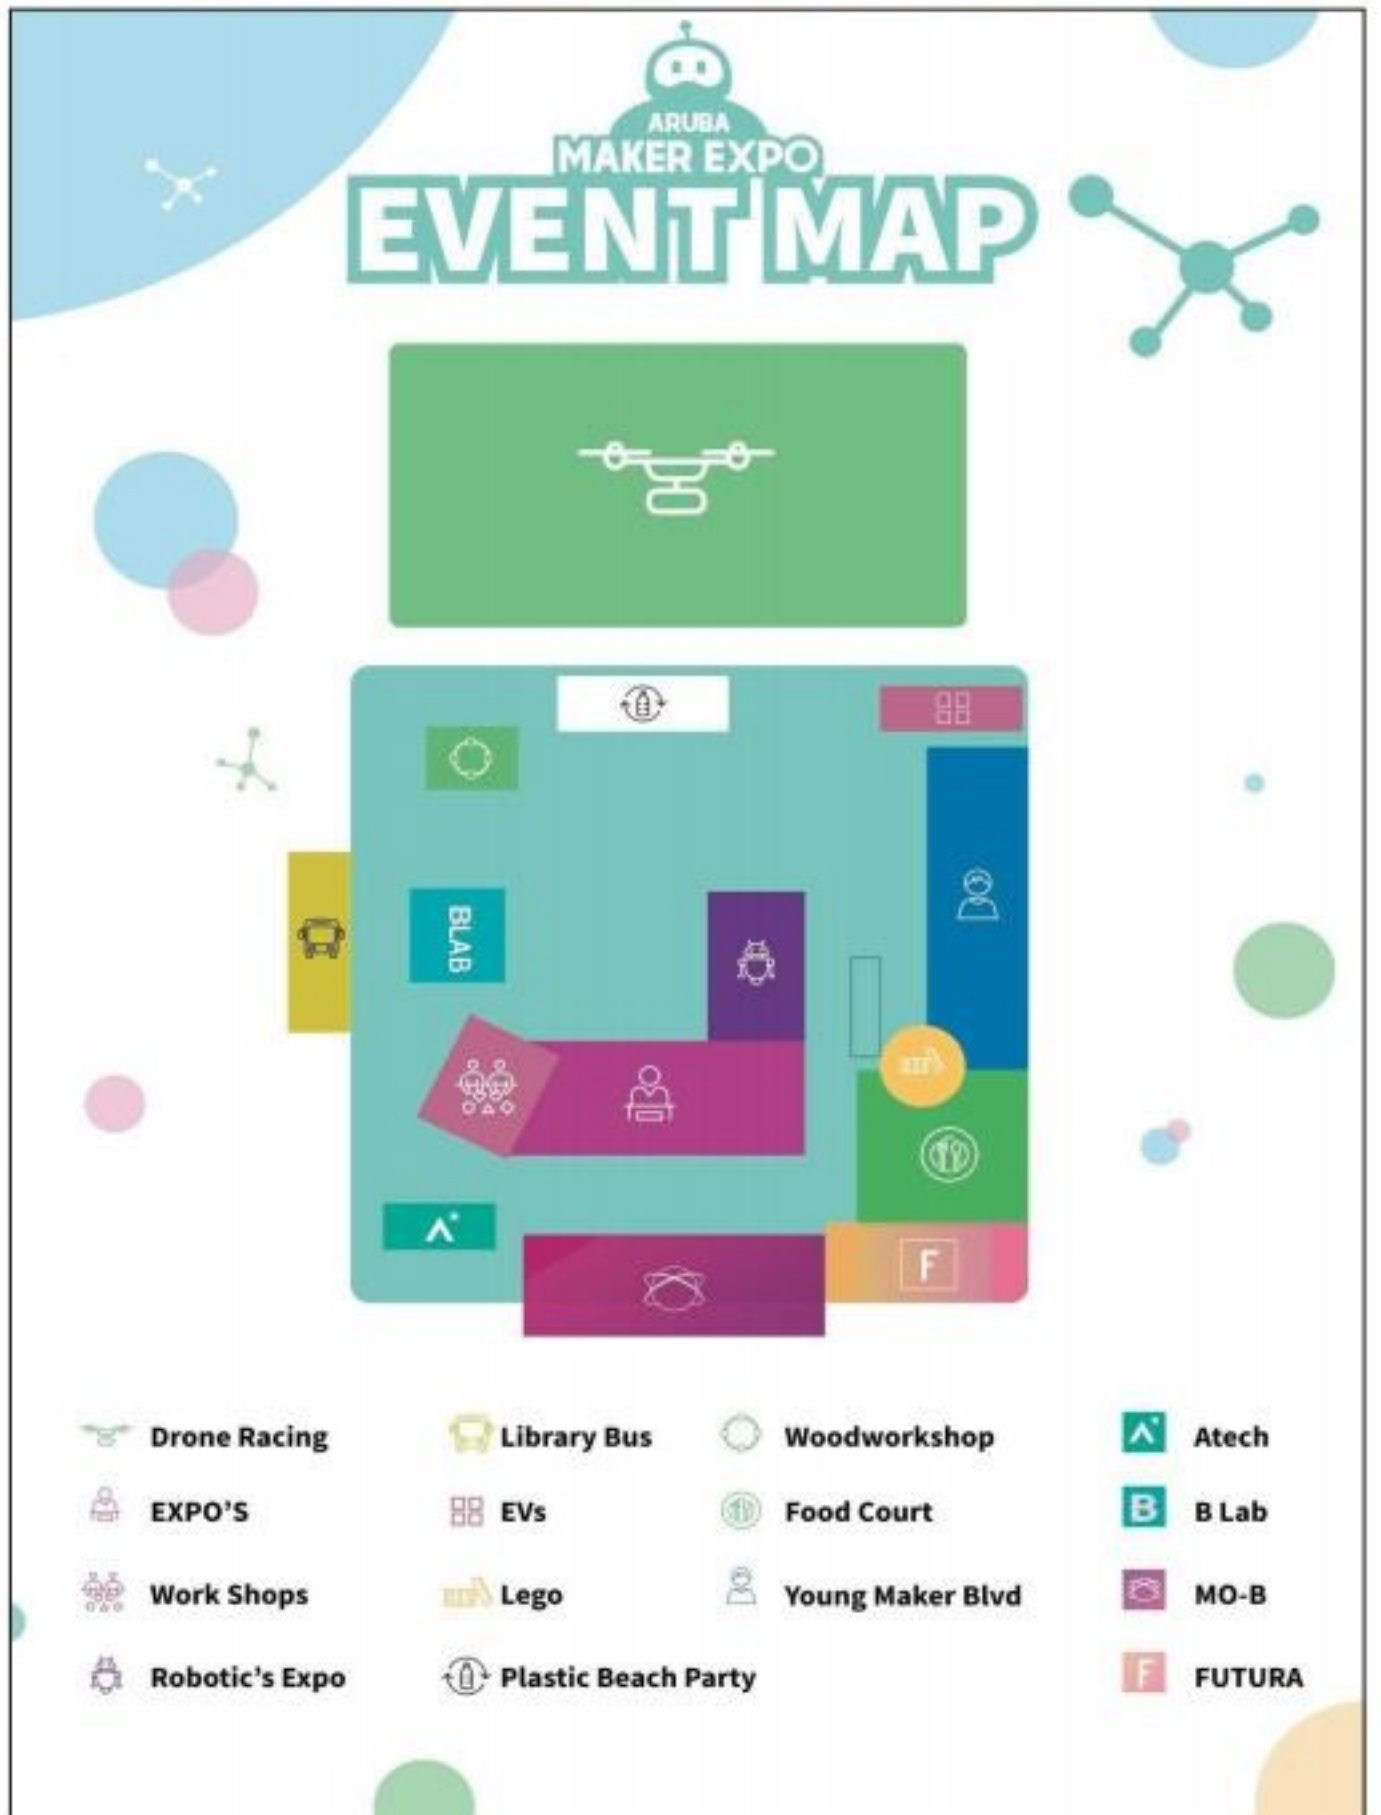 ARUBA
MAKER EXPO
EVENT MAP
BLAB
F
Drone Racing
Library Bus
Woodworkshop
Atech
EXPO'S
EVs
Food Court
B
B Lab
Work Shops
Lego
Young Maker Blvd
MO-B
Robotic's Expo
Plastic Beach Party
F
FUTURA